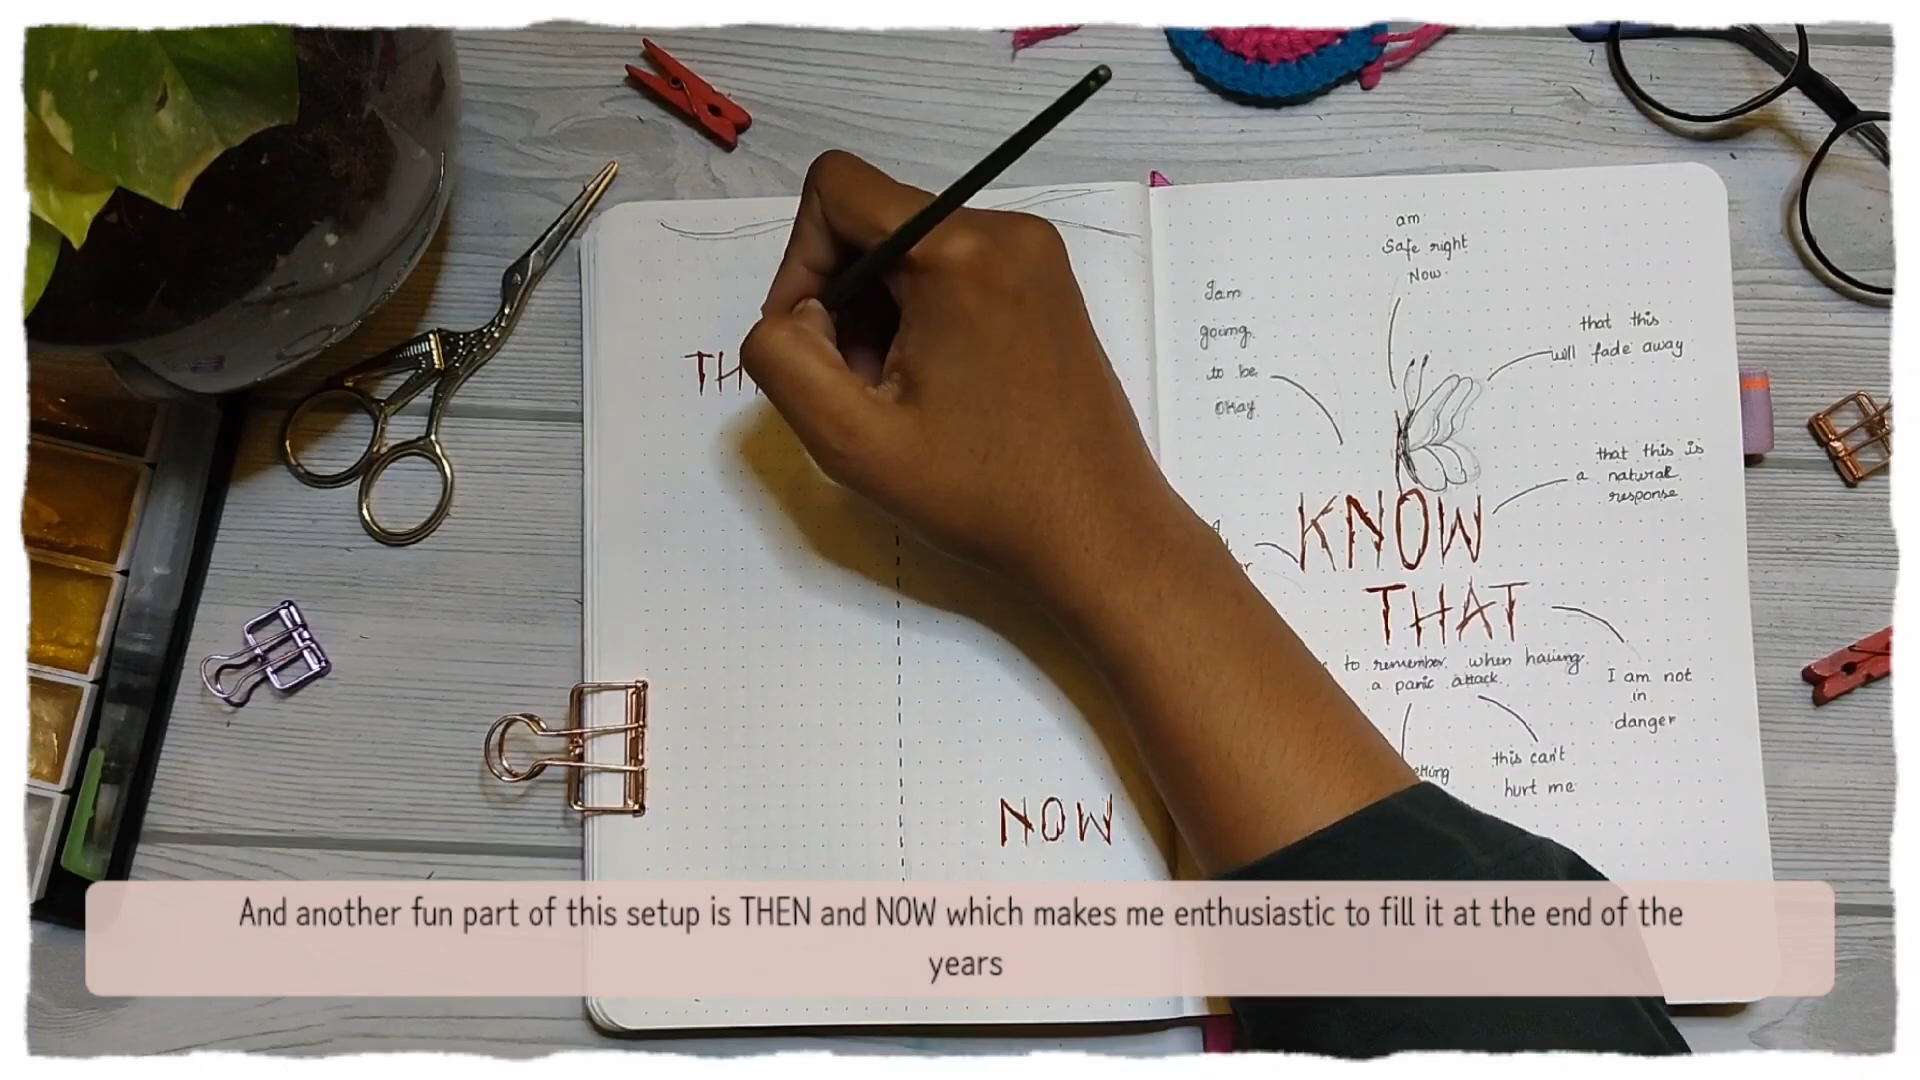 TH
NOW
am
Safe right
Now
I am
going
to be
Okay
that this
will fade away
that this is
a natural
response
I
KNOW
THAT
to remember when having
a panic attack
I am not
in
danger
this can't
hurt me
And another fun part of this setup is THEN and NOW which makes me enthusiastic to fill it at the end of the
years